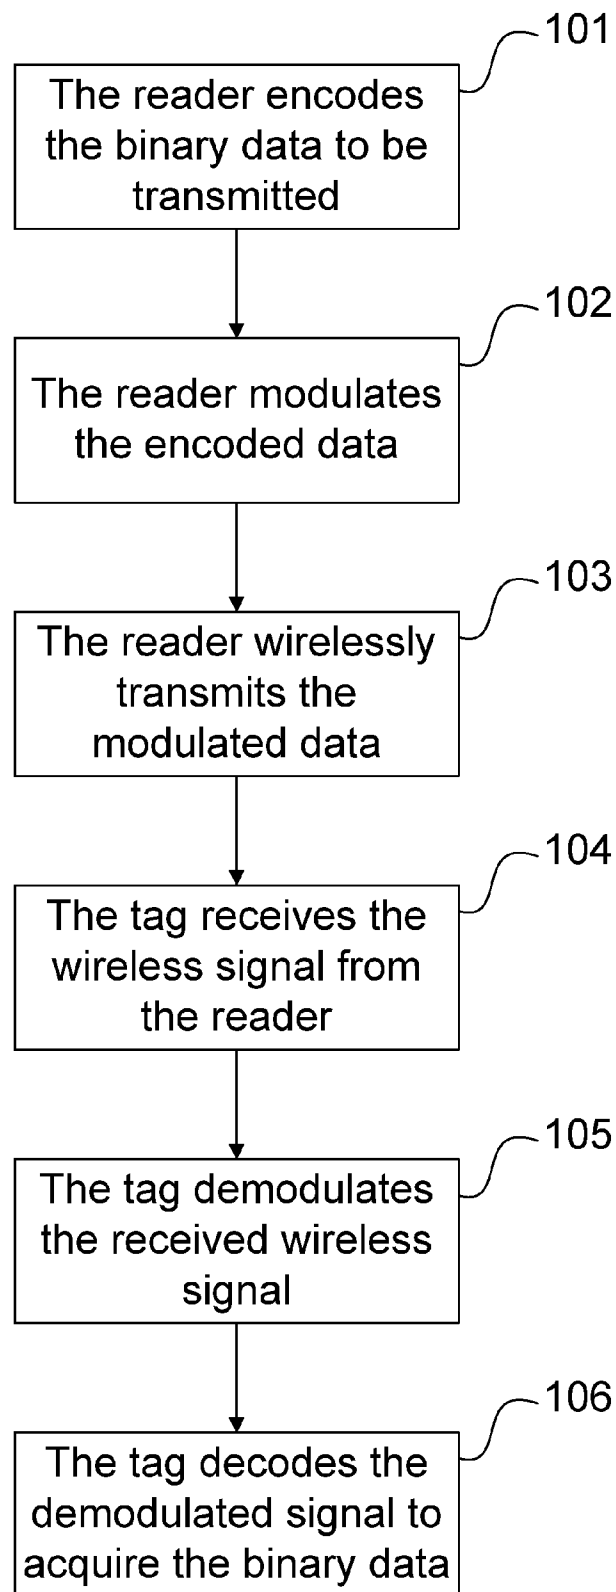 101
The reader encodes
the binary data to be
transmitted
102
The reader modulates
the encoded data
103
The reader wirelessly
transmits the
modulated data
104
The tag receives the
wireless signal from
the reader
105
The tag demodulates
the received wireless
signal
106
The tag decodes the
demodulated signal to
acquire the binary data